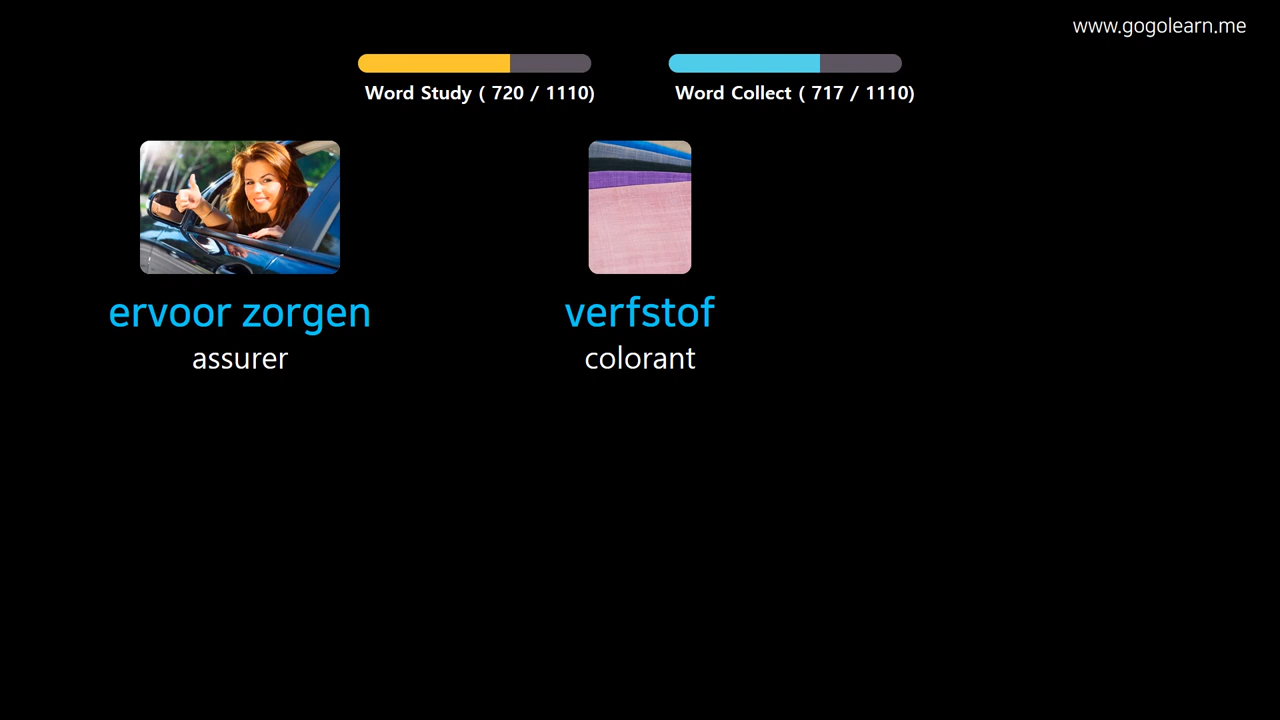 www.gogolearn.me
Word Study ( 720 / 1110)
Word Collect ( 717 / 1110)
ervoor zorgen
assurer
verfstof
colorant